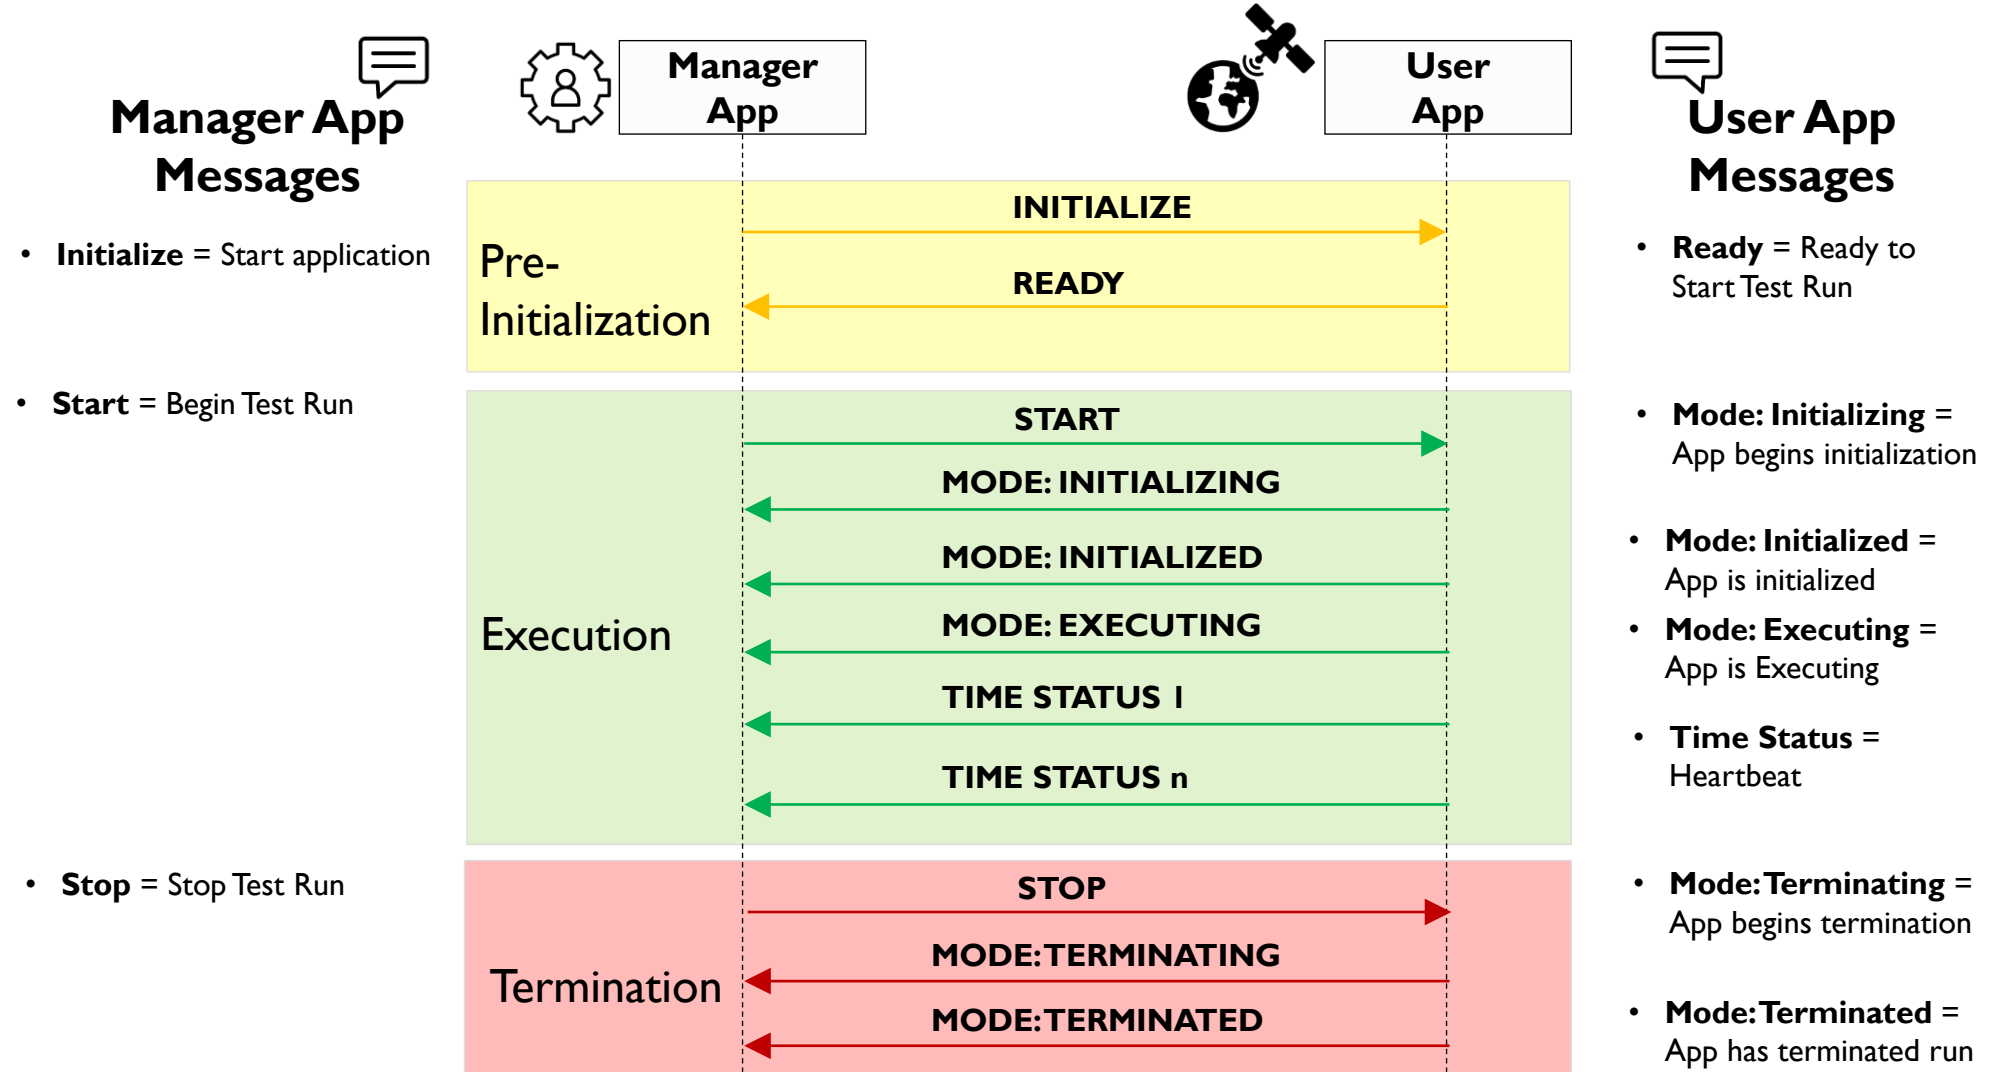 Manager App
Messages
• Initialize = Start application
• Start = Begin Test Run
• Stop = Stop Test Run
Manager
App
User
App
Pre-
Initialization
INITIALIZE
READY
Execution
START
MODE: INITIALIZING
MODE: INITIALIZED
MODE: EXECUTING
TIME STATUS 1
TIME STATUS n
Termination
STOP
MODE: TERMINATING
MODE: TERMINATED
User App
Messages
• Ready = Ready to
Start Test Run
• Mode: Initializing =
App begins initialization
• Mode: Initialized =
App is initialized
• Mode: Executing =
App is Executing
• Time Status =
Heartbeat
• Mode: Terminating =
App begins termination
• Mode: Terminated =
App has terminated run